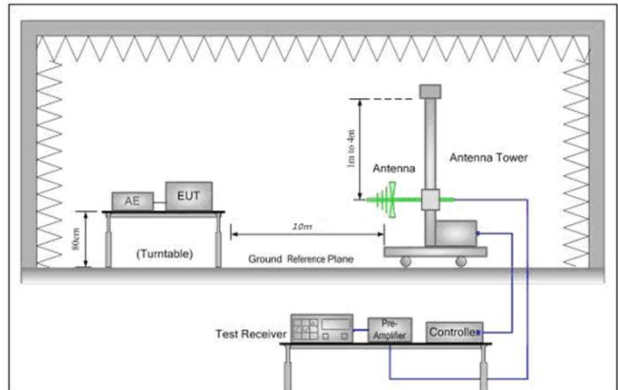 1m to 4m
Antenna
Antenna Tower
AE
EUT
80cm
(Turntable)
10m
Ground Reference Plane
Test Receiver
Pre-
Amplifier
Controller